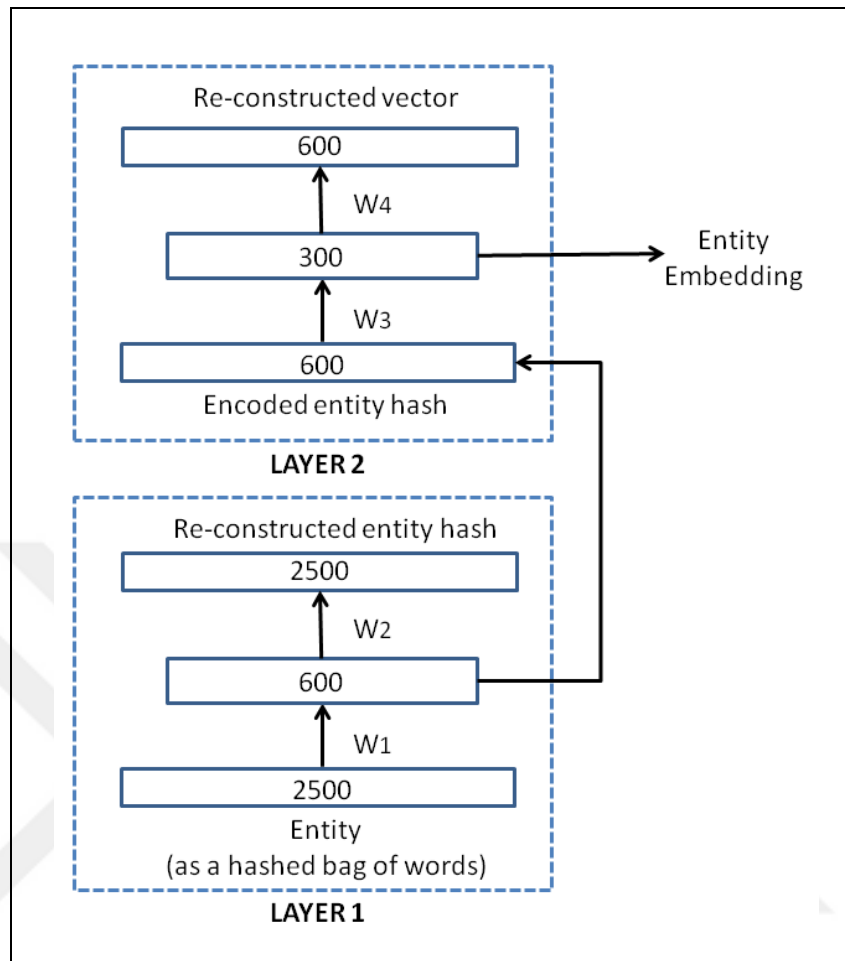 Re-constructed vector
600
W4
300
Entity
Embedding
W3
600
Encoded entity hash
LAYER 2
Re-constructed entity hash
2500
W2
600
W1
2500
Entity
(as a hashed bag of words)
LAYER 1